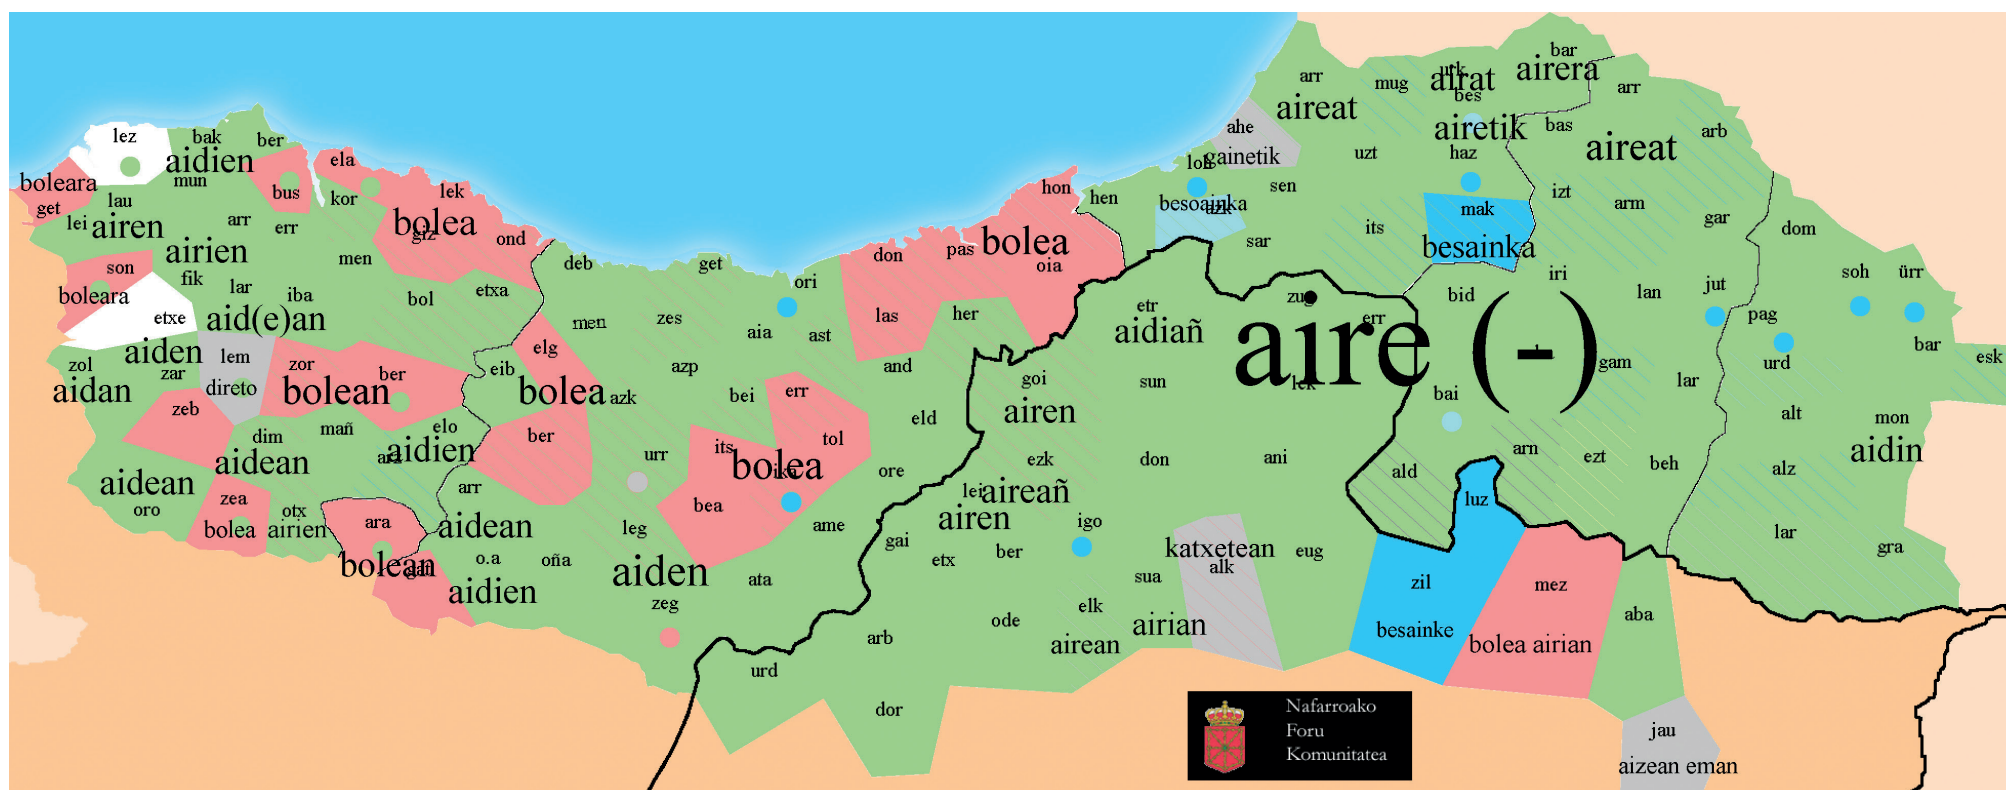 bar
airera
urk
airat
bes
arr
mug
aireat
arr
ahe
gainetik
airetik
bas
arb
aireat
lez
bak
ber
aidien
mun
ela
lek
bus
kor
boleara
get
lau
lei
airen
arr
err
bolea
giz
ond
airien
men
son
boleara
fik
lar
iba
bol
etxa
etxe
aid(e)an
aiden
zol
zar
aidan
lem
direto
zor
bolean
ber
zeb
dim
mañ
elo
aidien
aidean
aidean
oro
zea
bolea
otx
airien
ara
bolean
arr
aidean
o.a
oña
aidien
deb
get
ori
men
zes
aia
ast
elg
eib
azp
bolea
azk
bei
err
and
ber
urr
its
tol
bolea
eld
ore
bea
leg
ame
aiden
ata
zeg
don
pas
bolea
hon
oia
hen
las
her
loh
besoainka
sen
sar
uzt
haz
its
mak
besainka
izt
arm
gar
iri
lan
jut
dom
soh
ürr
pag
urd
bar
esk
bid
zug
err
etr
aidiañ
aire (-)
gam
lar
goi
airen
sun
lek
bai
alt
mon
aidin
ezk
don
ani
ald
arn
ezt
beh
alz
lei
aireañ
airen
igo
gai
etx
ber
luz
lar
gra
katxetean
alk
eug
sua
zil
besainke
mez
bolea airian
aba
elk
ode
airian
airean
arb
urd
dor
jau
aizean eman
Nafarroako
Foru
Komunitatea